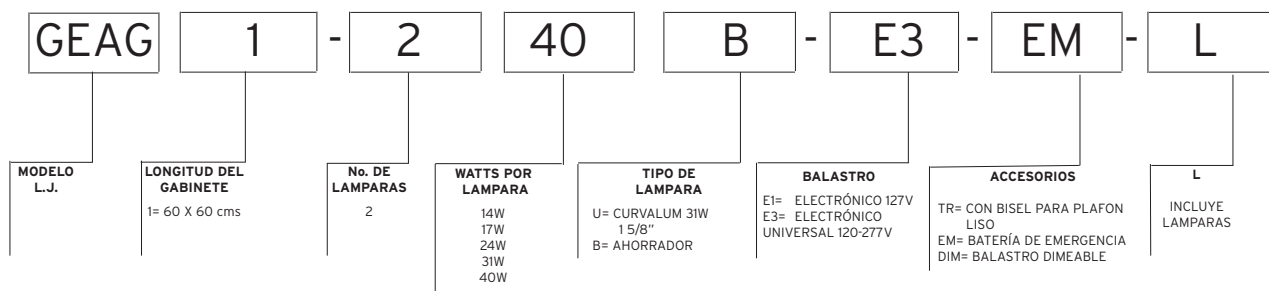 GEAG 1 - 2 40 B - E3 - EM - L
MODELO
L.J.
LONGITUD DEL
GABINETE
1= 60 X 60 cms
No. DE
LAMPARAS
2
WATTS POR
LAMPARA
14W
17W
24W
31W
40W
TIPO DE
LAMPARA
U= CURVALUM 31W
1 5/8"
B= AHORRADOR
BALASTRO
E1= ELECTRÓNICO 127V
E3= ELECTRÓNICO
UNIVERSAL 120-277V
ACCESORIOS
TR= CON BISEL PARA PLAFON
LISO
EM= BATERÍA DE EMERGENCIA
DIM= BALASTRO DIMEABLE
L
INCLUYE
LAMPARAS